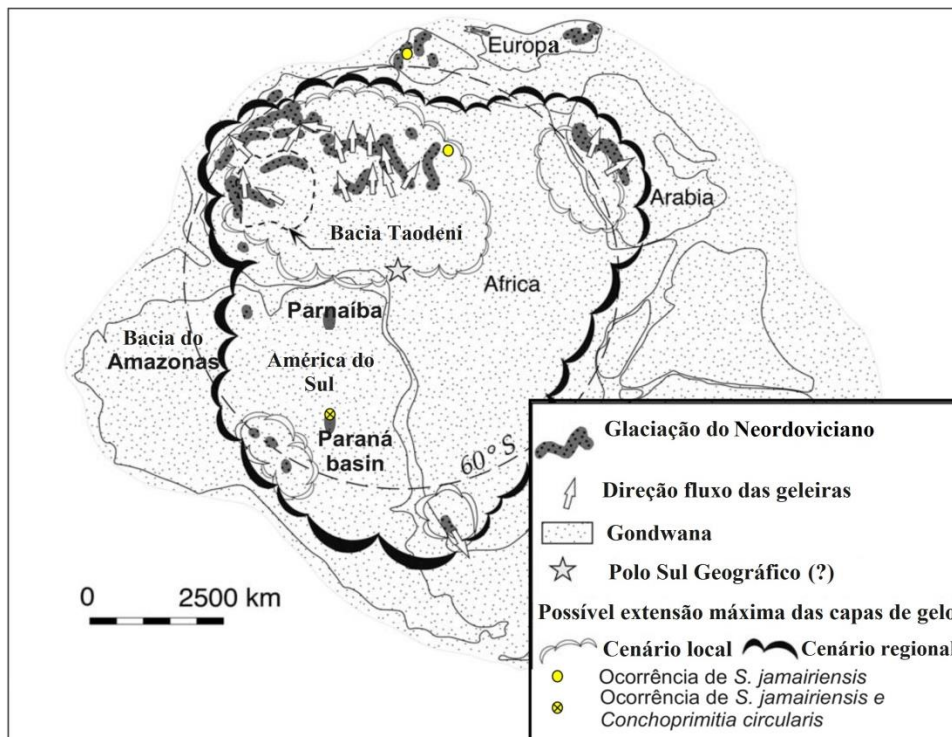 Europa
Arabia
Bacia Taodeni
Africa
Parnaíba
Bacia do
Amazonas
América do
Sul
Paraná
basin
60° S
0 2500 km
Glaciação do Neordoviciano
Direção fluxo das geleiras
Gondwana
Polo Sul Geográfico (?)
Possível extensão máxima das capas de gelo
Cenário local Cenário regional
Ocorrência de S. jamairiensis
Ocorrência de S. jamairiensis e
Conchoprimitia circularis